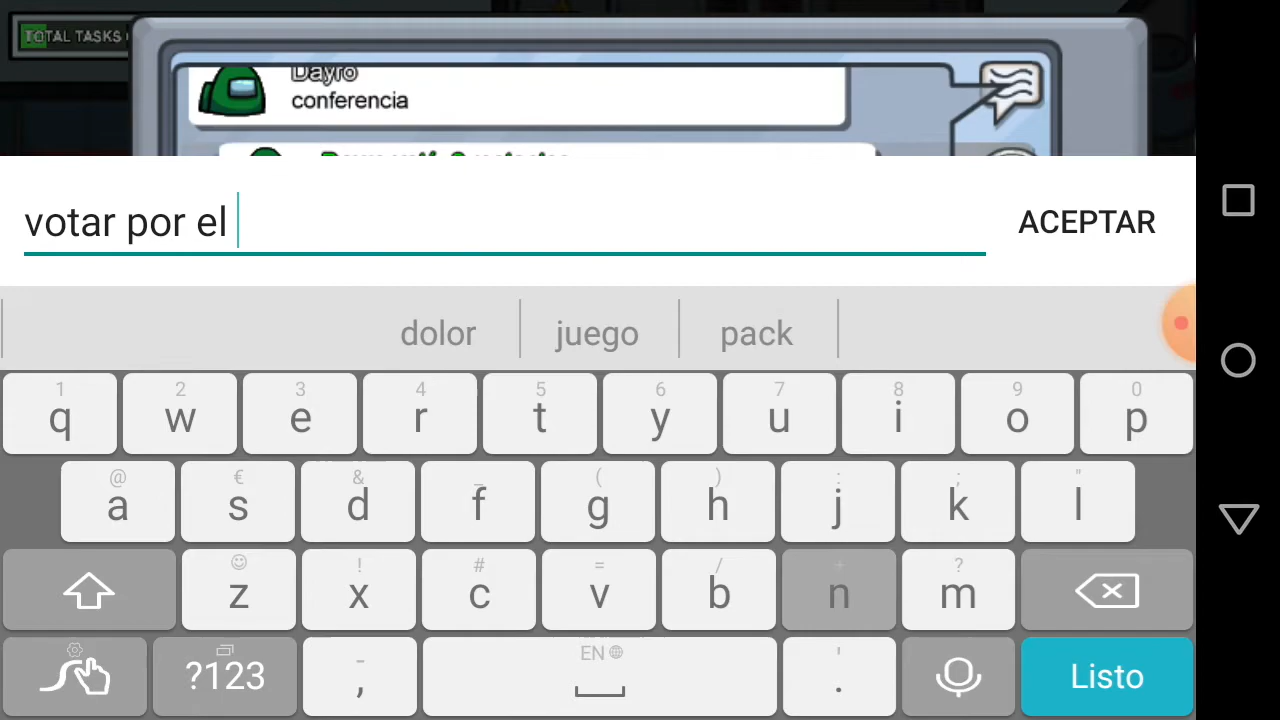 TOTAL TASKS
Dayro
conferencia
votar por el
ACEPTAR
dolor juego pack
1 2 3 4 5 6 7 8 9 0
q w e r t y u i o p
@ € & _ ( ) : ; "
a s d f g h j k l
! # = / + ?
z x c v b n m
- EN '
?123 , . Listo